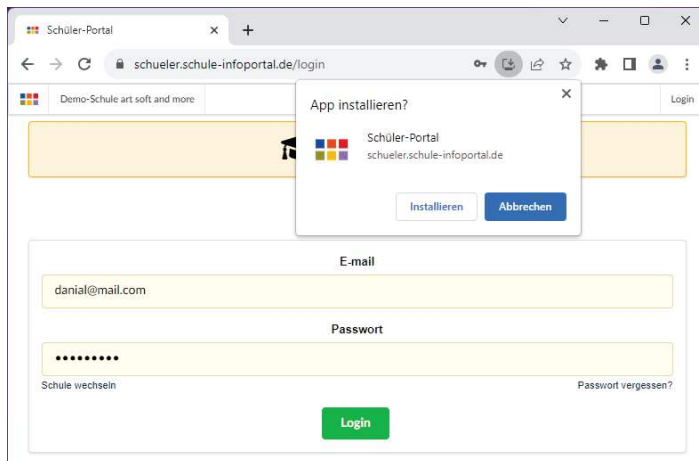 Schüler-Portal
schueler.schule-infoportal.de/login
Demo-Schule art soft and more
Login
App installieren?
Schüler-Portal
schueler.schule-infoportal.de
Installieren Abbrechen
E-mail
danial@mail.com
Passwort
•••••••••
Schule wechseln Passwort vergessen?
Login